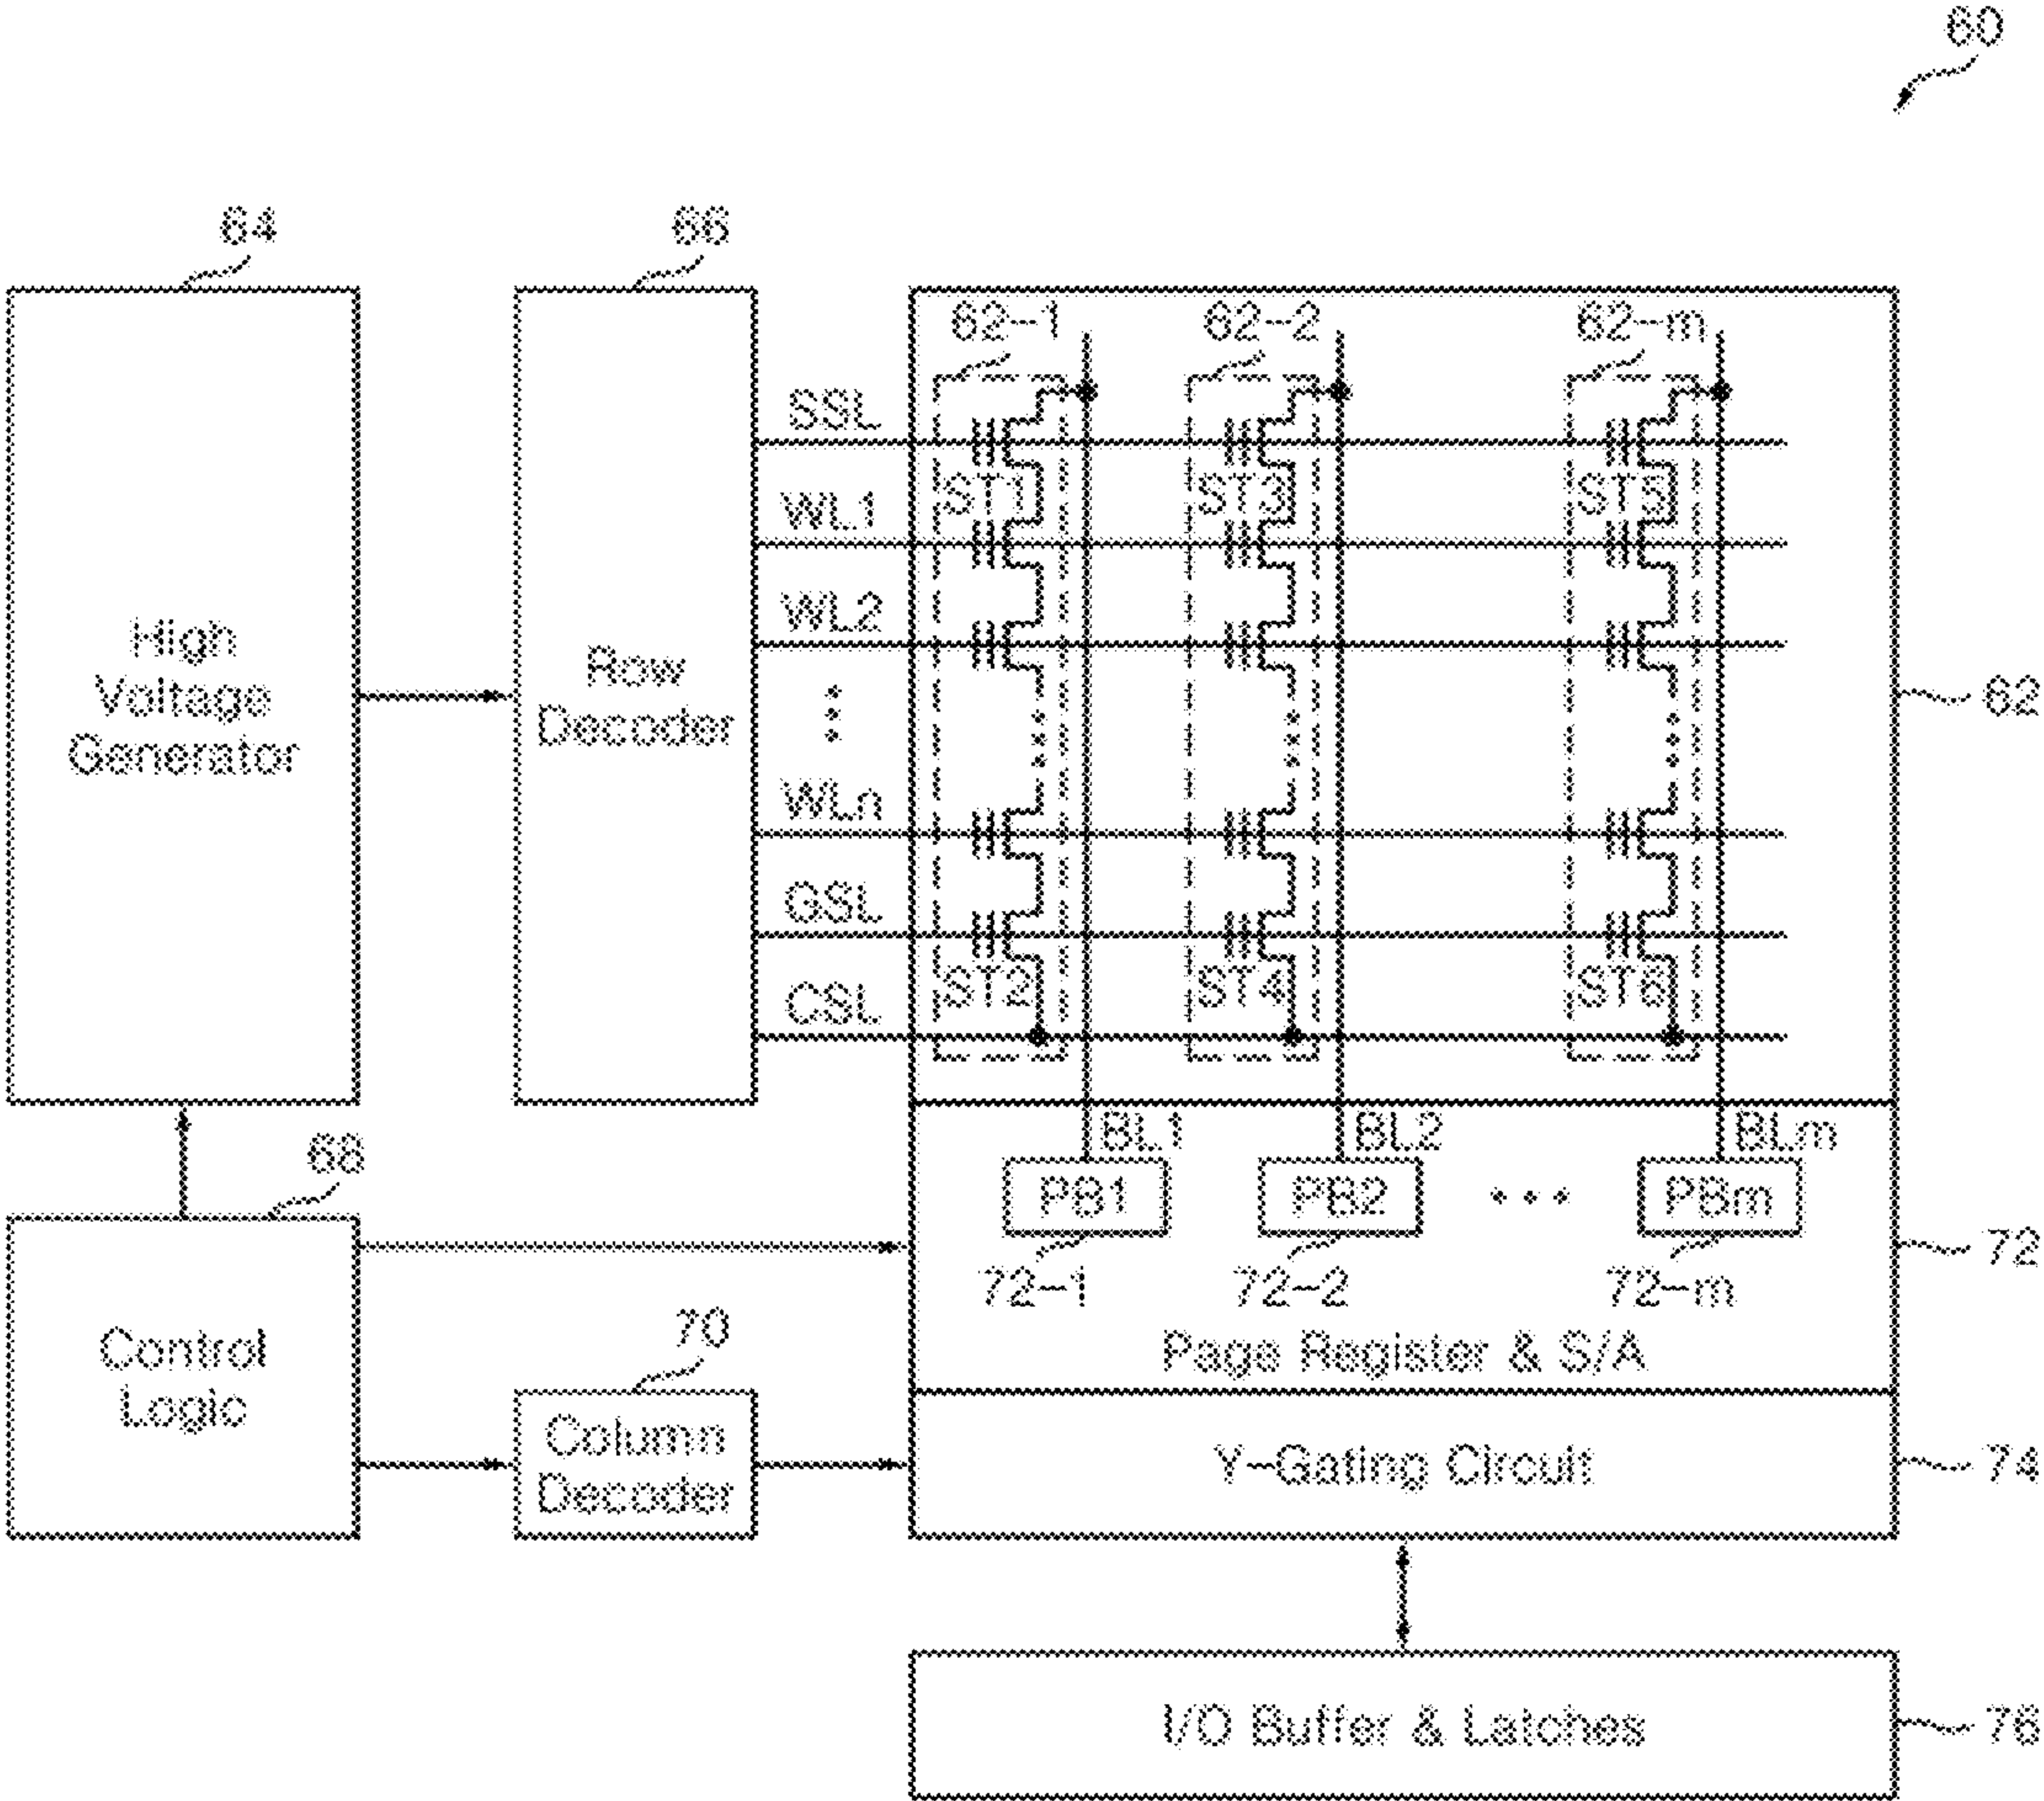 60
64
66
62-1
62-2
62-m
SSL
ST1
ST3
ST5
WL1
WL2
High
Voltage
Generator
Row
Decoder
62
WLn
GSL
ST2
ST4
ST6
CSL
BL1
BL2
BLm
68
PB1
PB2
PBm
72
72-1
72-2
72-m
70
Page Register & S/A
Control
Logic
Column
Decoder
Y-Gating Circuit
74
I/O Buffer & Latches
76